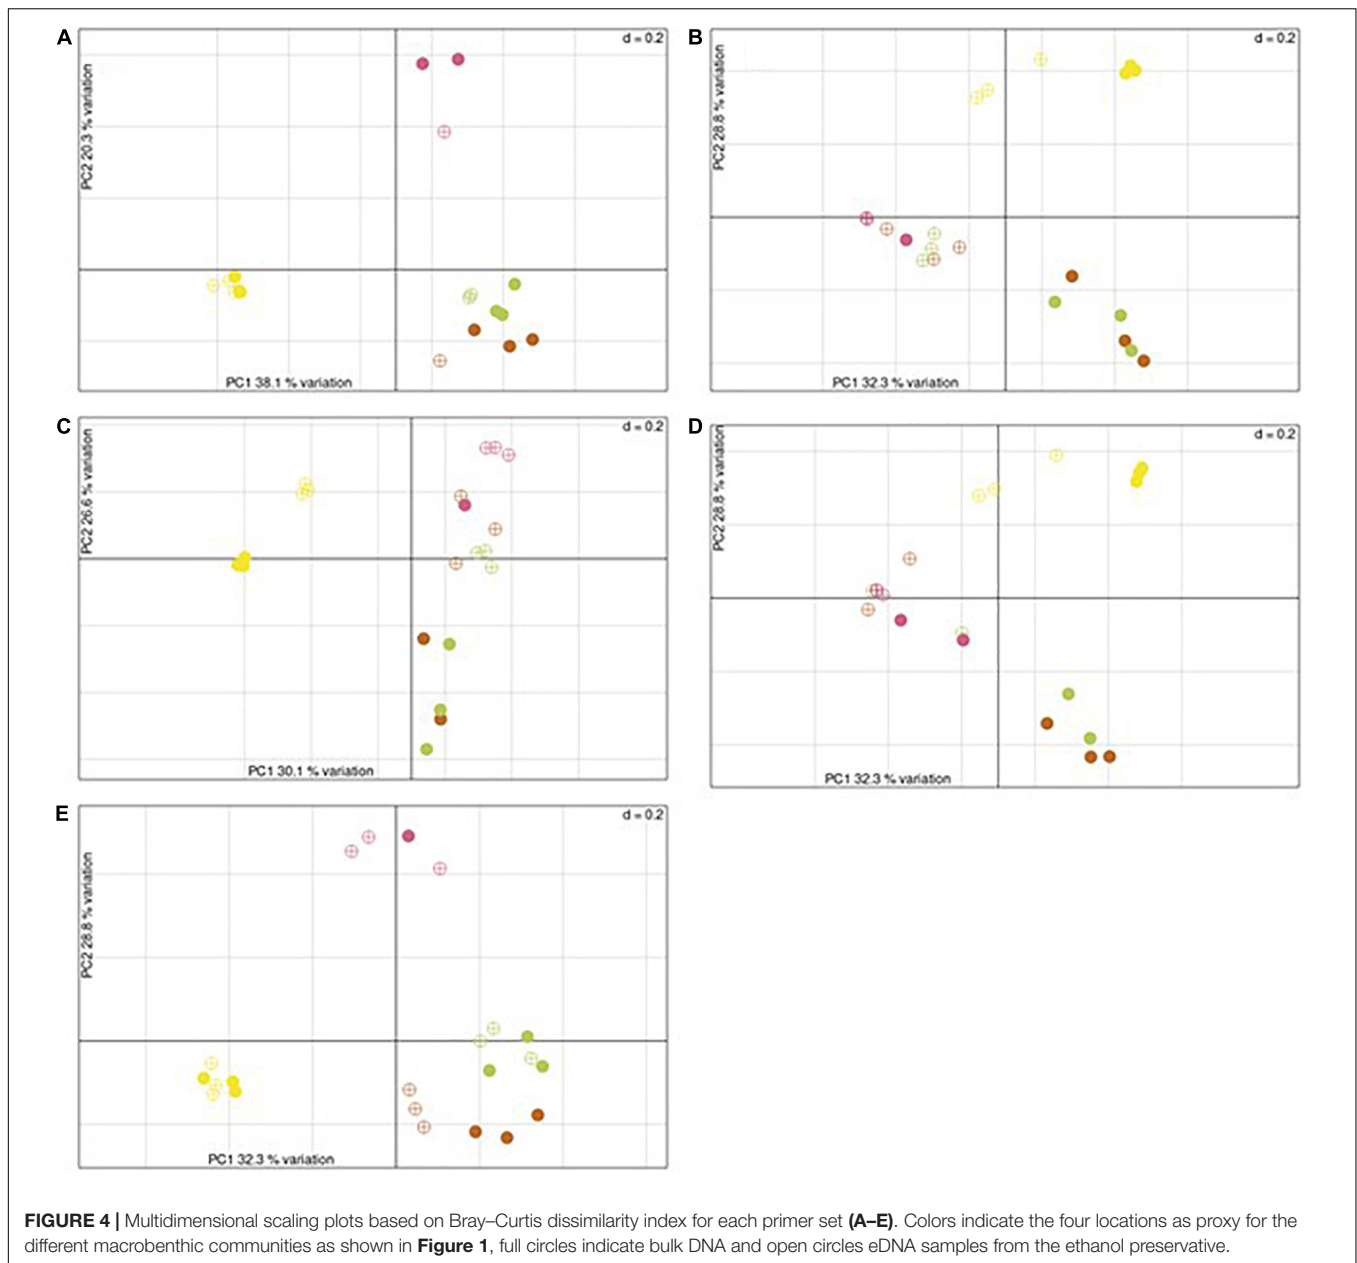 A
d = 0.2
PC2 20.3 % variation
PC1 38.1 % variation
B
d = 0.2
PC2 28.8 % variation
PC1 32.3 % variation
C
d = 0.2
PC2 26.6 % variation
PC1 30.1 % variation
D
d = 0.2
PC2 28.8 % variation
PC1 32.3 % variation
E
d = 0.2
PC2 28.8 % variation
PC1 32.3 % variation
FIGURE 4 | Multidimensional scaling plots based on Bray–Curtis dissimilarity index for each primer set (A–E). Colors indicate the four locations as proxy for the
different macrobenthic communities as shown in Figure 1, full circles indicate bulk DNA and open circles eDNA samples from the ethanol preservative.